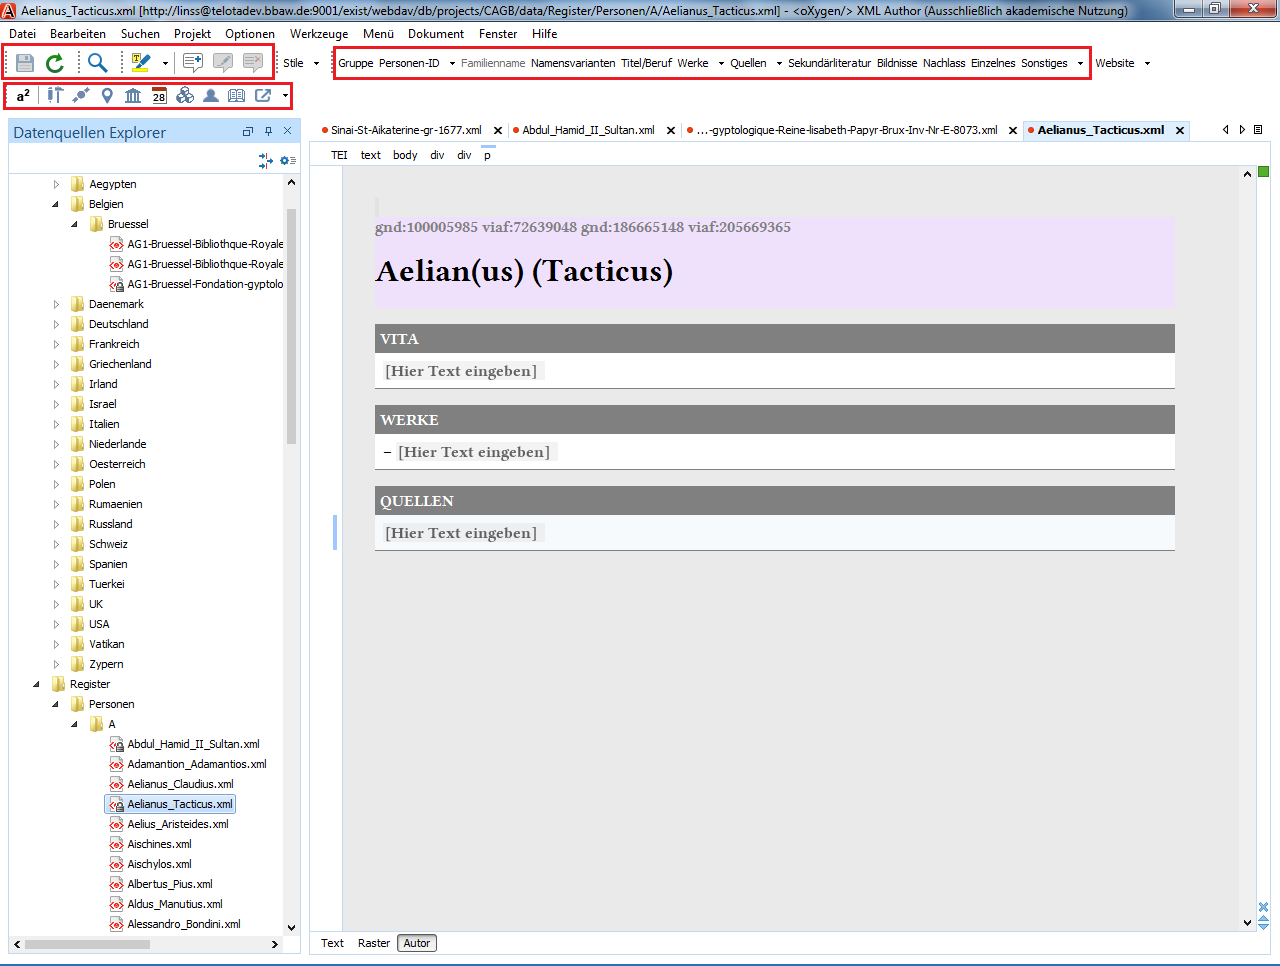 Aelianus_Tacticus.xml [http://linss@telotadev.bbaw.de:9001/exist/webdav/db/projects/CAGB/data/Register/Personen/A/Aelianus_Tacticus.xml] - <oXygen/> XML Author (Ausschließlich akademische Nutzung)
Datei Bearbeiten Suchen Projekt Optionen Werkzeuge Menü Dokument Fenster Hilfe
Stile Gruppe Personen-ID Familienname Namensvarianten Titel/Beruf Werke Quellen Sekundärliteratur Bildnisse Nachlass Einzelnes Sonstiges Website
a² 28
Datenquellen Explorer
Aegypten
Belgien
Bruessel
AG1-Bruessel-Bibliothque-Royale
AG1-Bruessel-Bibliothque-Royale
AG1-Bruessel-Fondation-gyptolo
Daenemark
Deutschland
Frankreich
Griechenland
Irland
Israel
Italien
Niederlande
Oesterreich
Polen
Rumaenien
Russland
Schweiz
Spanien
Tuerkei
UK
USA
Vatikan
Zypern
Register
Personen
A
Abdul_Hamid_II_Sultan.xml
Adamantion_Adamantios.xml
Aelianus_Claudius.xml
Aelianus_Tacticus.xml
Aelius_Aristeides.xml
Aischines.xml
Aischylos.xml
Albertus_Pius.xml
Aldus_Manutius.xml
Alessandro_Bondini.xml
Sinai-St-Aikaterine-gr-1677.xml Abdul_Hamid_II_Sultan.xml ...-gyptologique-Reine-lisabeth-Papyr-Brux-Inv-Nr-E-8073.xml Aelianus_Tacticus.xml
TEI text body div div p
gnd:100005985 viaf:72639048 gnd:186665148 viaf:205669365
Aelian(us) (Tacticus)
VITA
[Hier Text eingeben]
WERKE
– [Hier Text eingeben]
QUELLEN
[Hier Text eingeben]
Text Raster Autor